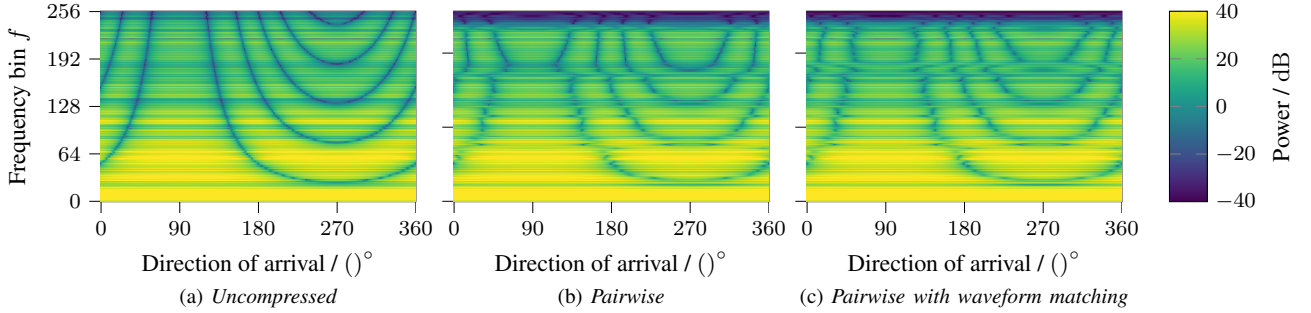 256
192
128
64
0
Frequency bin f
0 90 180 270 360
0 90 180 270 360
0 90 180 270 360
Direction of arrival / ()°
Direction of arrival / ()°
Direction of arrival / ()°
(a) Uncompressed
(b) Pairwise
(c) Pairwise with waveform matching
40
20
0
−20
−40
Power / dB